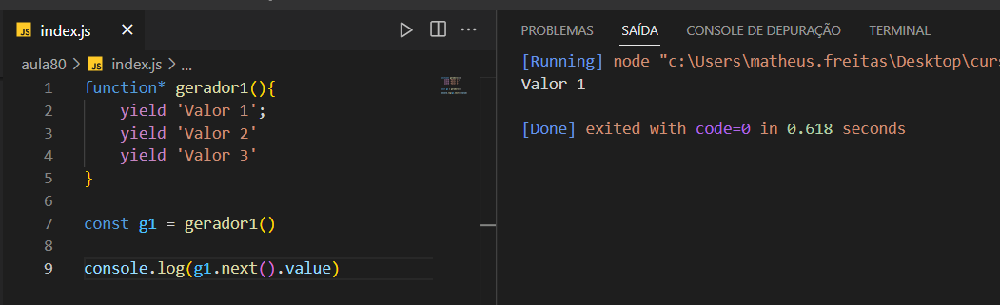 JS index.js ×
aula80 > JS index.js > ...
1 function* gerador1(){
2 yield 'Valor 1';
3 yield 'Valor 2'
4 yield 'Valor 3'
5 }
6
7 const g1 = gerador1()
8
9 console.log(g1.next().value)
PROBLEMAS SAÍDA CONSOLE DE DEPURAÇÃO TERMINAL
[Running] node "c:\Users\matheus.freitas\Desktop\curs
Valor 1
[Done] exited with code=0 in 0.618 seconds